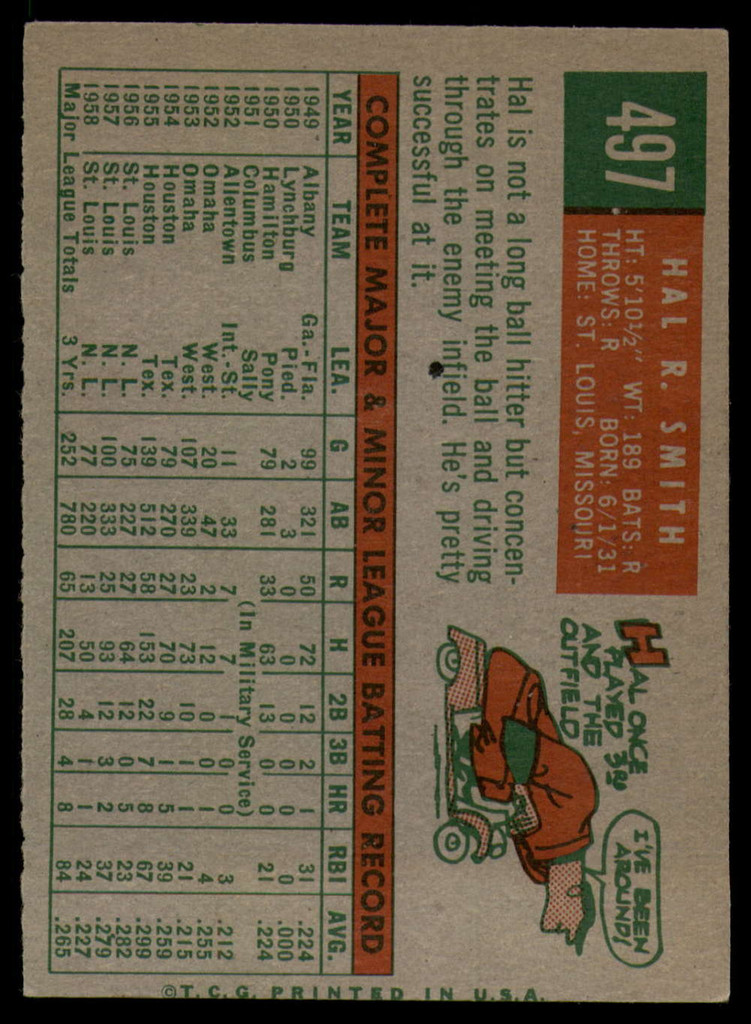 497
HAL R. SMITH
HT: 5'10½" WT: 189 BATS: R
THROWS: R BORN: 6/1/31
HOME: ST. LOUIS, MISSOURI
Hal is not a long ball hitter but concen-
trates on meeting the ball and driving
through the enemy infield. He's pretty
successful at it.
HAL ONCE
PLAYED 3RD
AND THE
OUTFIELD
I'VE BEEN
AROUND!
COMPLETE MAJOR & MINOR LEAGUE BATTING RECORD
YEAR TEAM LEA. G AB R H 2B 3B HR RBI AVG.
1949 Albany Ga.-Fla. 99 321 50 72 12 2 1 31 .224
1950 Lynchburg Pied. 2 3 0 0 0 0 0 0 .000
1950 Hamilton Pony 79 281 33 63 13 0 0 21 .224
1951 Columbus Sally (In Military Service)
1952 Allentown Int.-St. 11 33 7 7 1 0 0 3 .212
1952 Omaha West. 20 47 2 12 0 0 1 4 .255
1953 Omaha West. 107 339 23 73 10 1 1 21 .215
1954 Houston Tex. 79 270 27 70 9 1 5 39 .259
1955 Houston Tex. 139 512 58 153 22 7 8 67 .299
1956 St. Louis N. L. 75 227 27 64 12 0 5 23 .282
1957 St. Louis N. L. 100 333 25 93 12 3 2 37 .279
1958 St. Louis N. L. 77 220 13 50 4 1 1 24 .227
Major League Totals 3 Yrs. 252 780 65 207 28 4 8 84 .265
©T.C.G. PRINTED IN U.S.A.